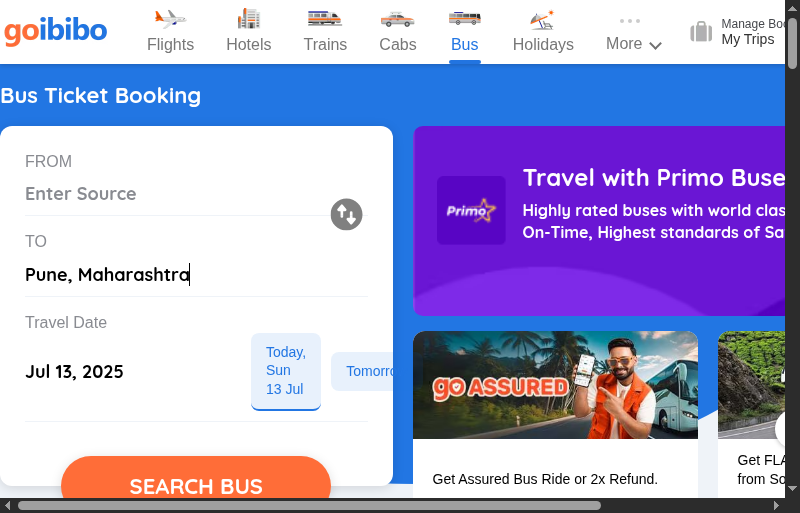 goibibo
Flights
Hotels
Trains
Cabs
Bus
Holidays
More
Manage Boo
My Trips
Bus Ticket Booking
FROM
Enter Source
TO
Pune, Maharashtra
Travel Date
Jul 13, 2025
Today,
Sun
13 Jul
Tomorro
SEARCH BUS
Primo
Travel with Primo Buse
Highly rated buses with world clas
On-Time, Highest standards of Sa
go ASSURED
Get Assured Bus Ride or 2x Refund.
Get FLA
from So